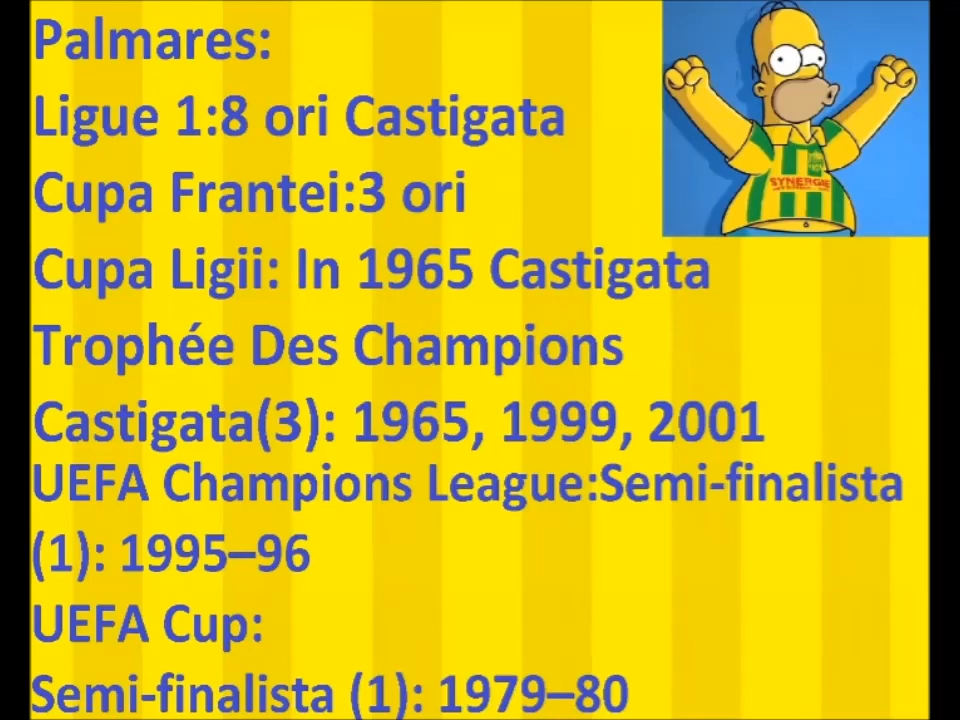 Palmares:
Ligue 1:8 ori Castigata
Cupa Frantei:3 ori
Cupa Ligii: In 1965 Castigata
Trophée Des Champions
Castigata(3): 1965, 1999, 2001
UEFA Champions League:Semi-finalista
(1): 1995–96
UEFA Cup:
Semi-finalista (1): 1979–80
SYNERGIE